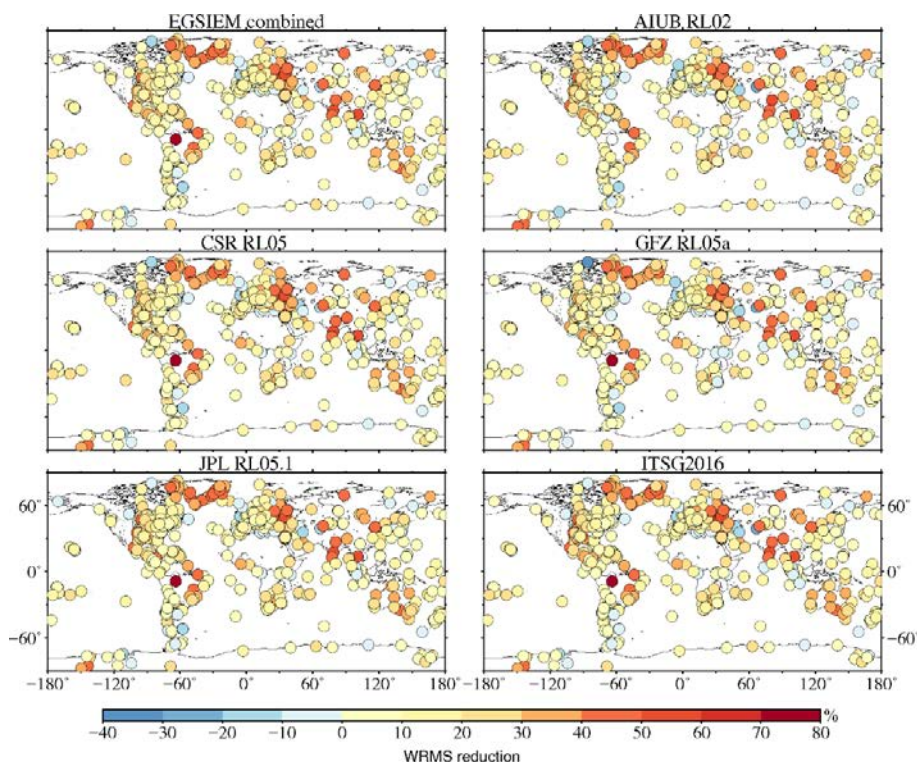 EGSIEM combined AIUB RL02
CSR RL05 GFZ RL05a
JPL RL05.1 ITSG2016
60° 60°
0° 0°
−60° −60°
−180° −120° −60° 0° 60° 120° 180° −180° −120° −60° 0° 60° 120° 180°
%
−40 −30 −20 −10 0 10 20 30 40 50 60 70 80
WRMS reduction